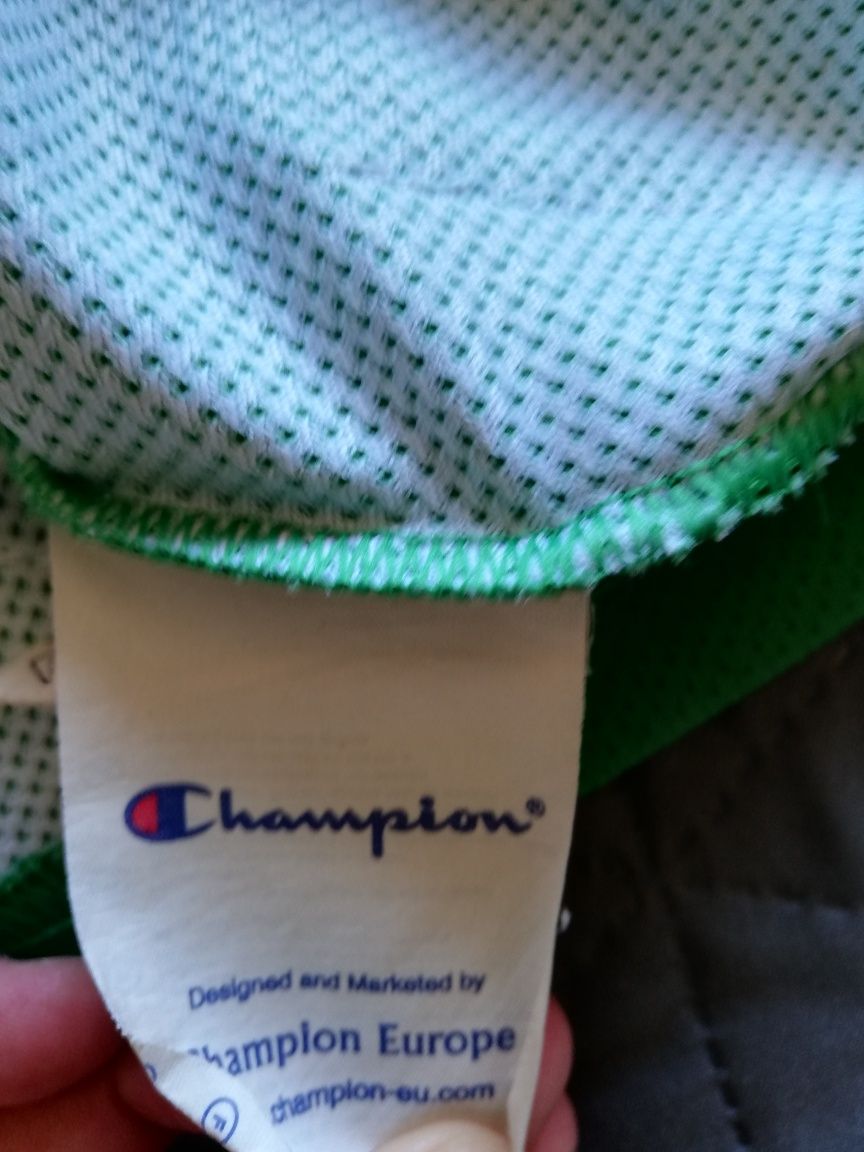 Champion®
Designed and Marketed by
Champion Europe
champion-eu.com
F